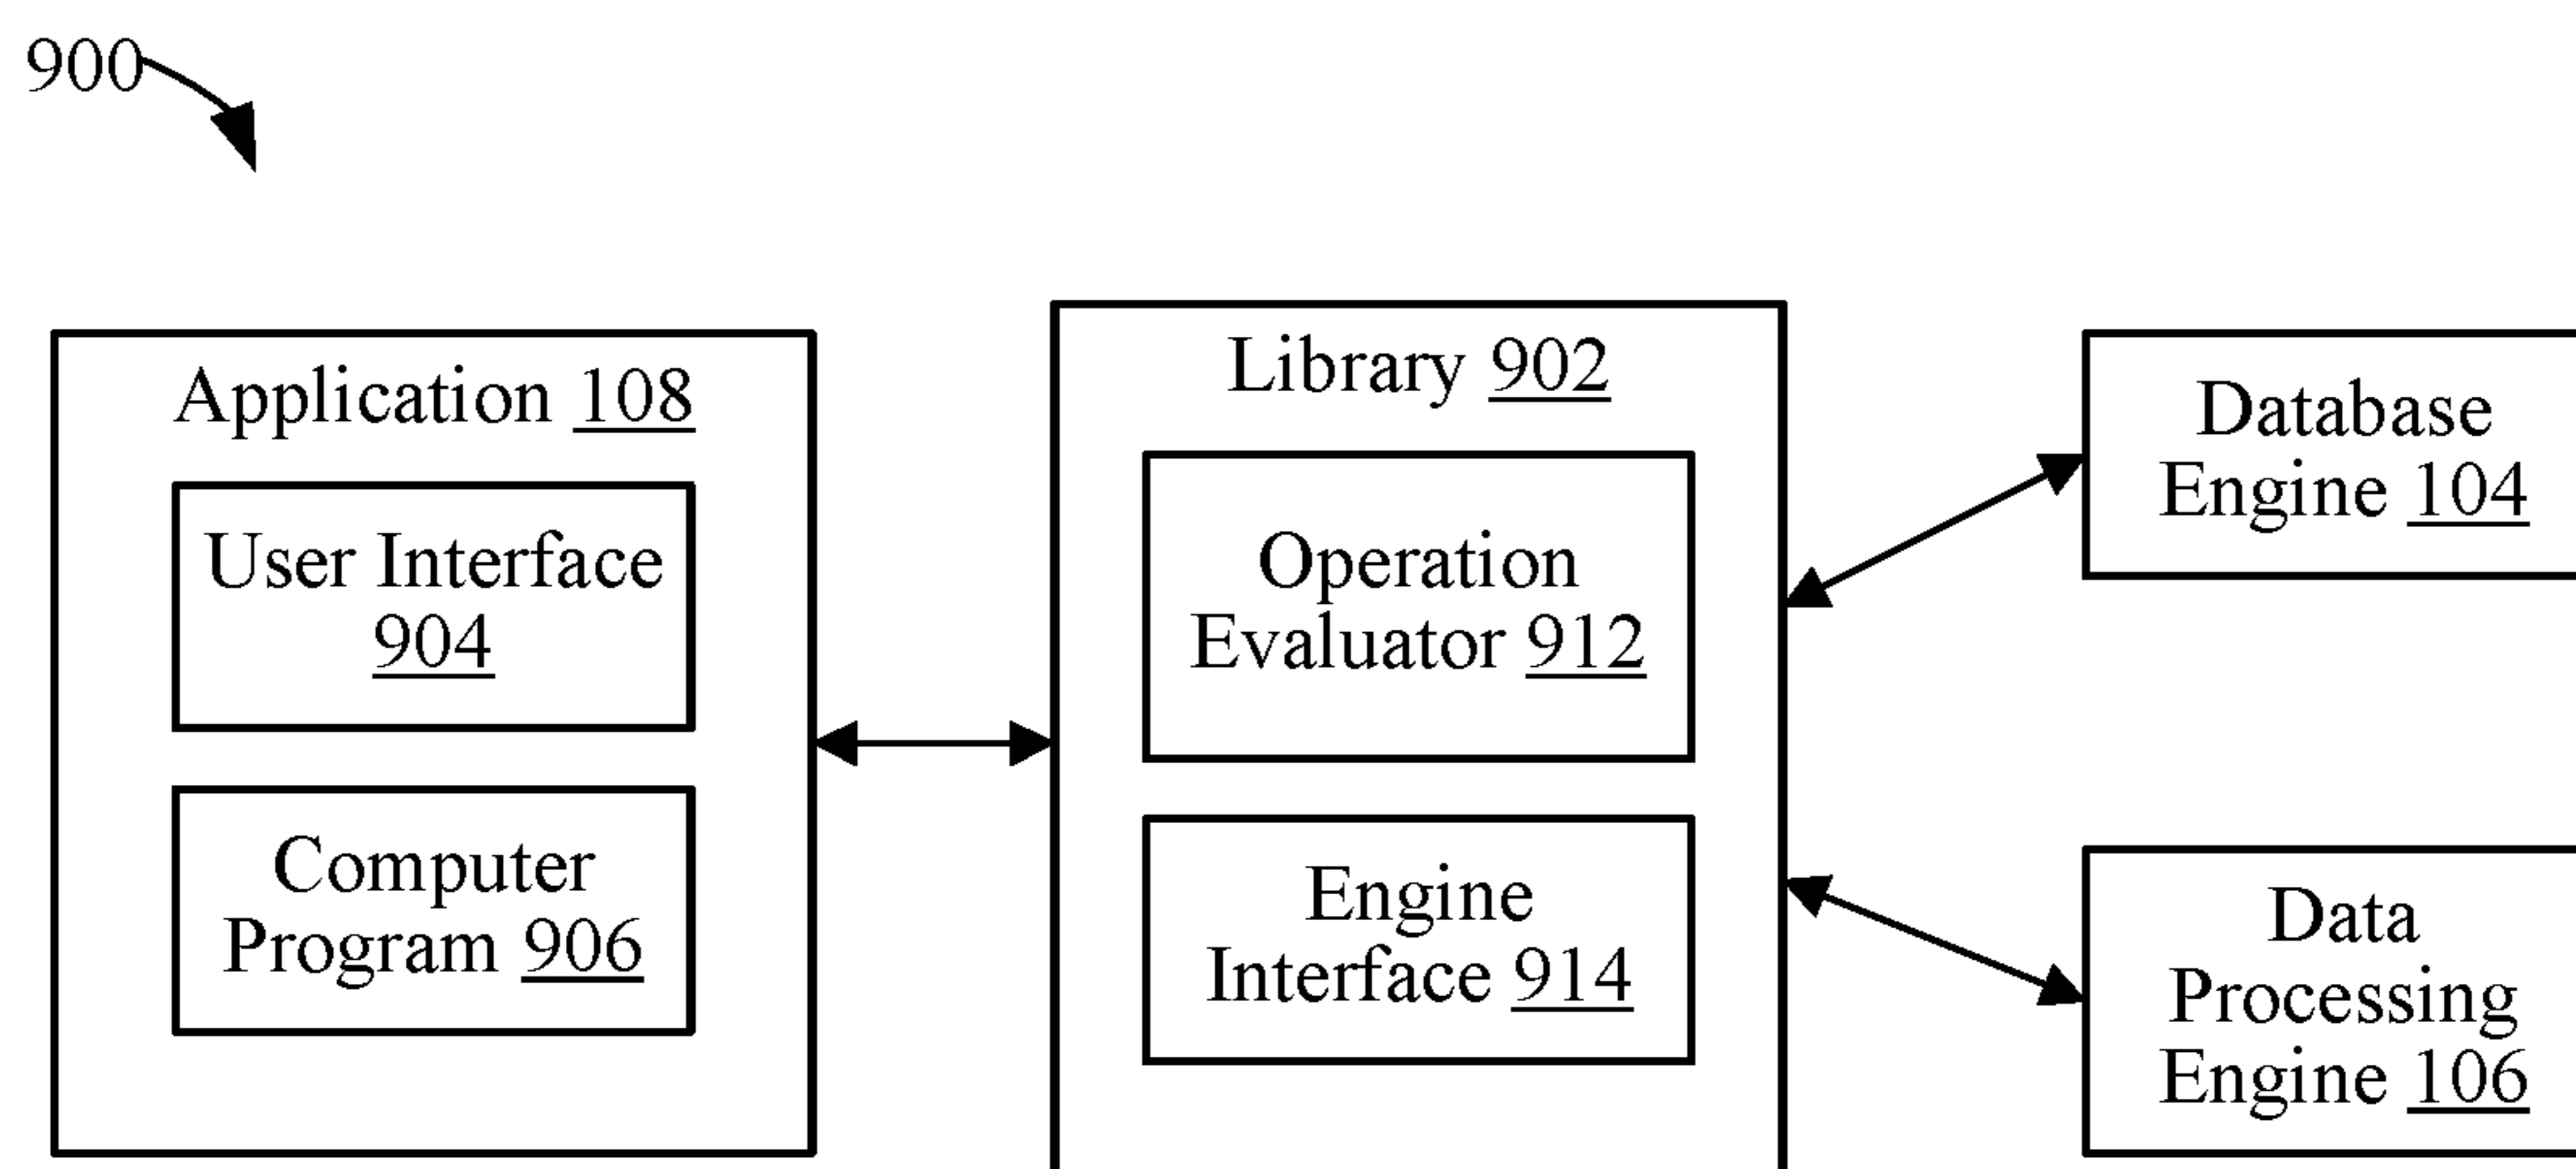 900
Application 108
User Interface
904
Computer
Program 906
Library 902
Operation
Evaluator 912
Engine
Interface 914
Database
Engine 104
Data
Processing
Engine 106